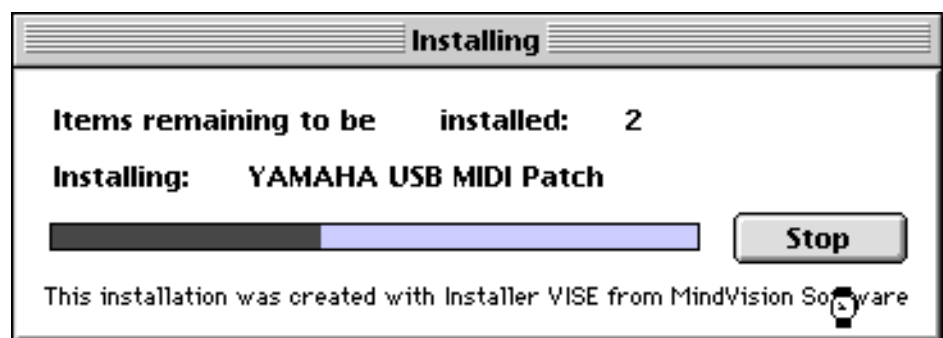 Installing
Items remaining to be installed: 2
Installing: YAMAHA USB MIDI Patch
Stop
This installation was created with Installer VISE from MindVision Software